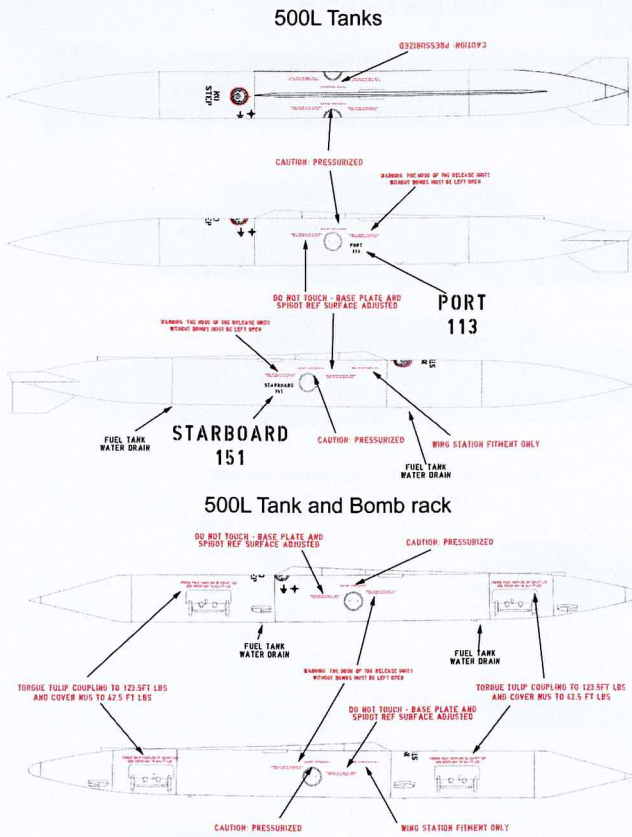 500L Tanks
CAUTION: PRESSURIZED
NO
STEP
CAUTION: PRESSURIZED
WARNING THE HOOK OF THE RELEASE UNITS
WITHOUT BOMBS MUST BE LEFT OPEN
PORT
113
DO NOT TOUCH - BASE PLATE AND
SPIGOT REF SURFACE ADJUSTED
PORT
113
WARNING THE HOOK OF THE RELEASE UNITS
WITHOUT BOMBS MUST BE LEFT OPEN
STARBOARD
151
FUEL TANK
WATER DRAIN
STARBOARD
151
CAUTION: PRESSURIZED
WING STATION FITMENT ONLY
FUEL TANK
WATER DRAIN
500L Tank and Bomb rack
DO NOT TOUCH - BASE PLATE AND
SPIGOT REF SURFACE ADJUSTED
CAUTION: PRESSURIZED
FUEL TANK
WATER DRAIN
FUEL TANK
WATER DRAIN
WARNING THE HOOK OF THE RELEASE UNITS
WITHOUT BOMBS MUST BE LEFT OPEN
TORQUE TULIP COUPLING TO 123.5FT LBS
AND COVER NUS TO 42.5 FT LBS
TORQUE TULIP COUPLING TO 123.5FT LBS
AND COVER NUS TO 42.5 FT LBS
DO NOT TOUCH - BASE PLATE AND
SPIGOT REF SURFACE ADJUSTED
CAUTION: PRESSURIZED
WING STATION FITMENT ONLY